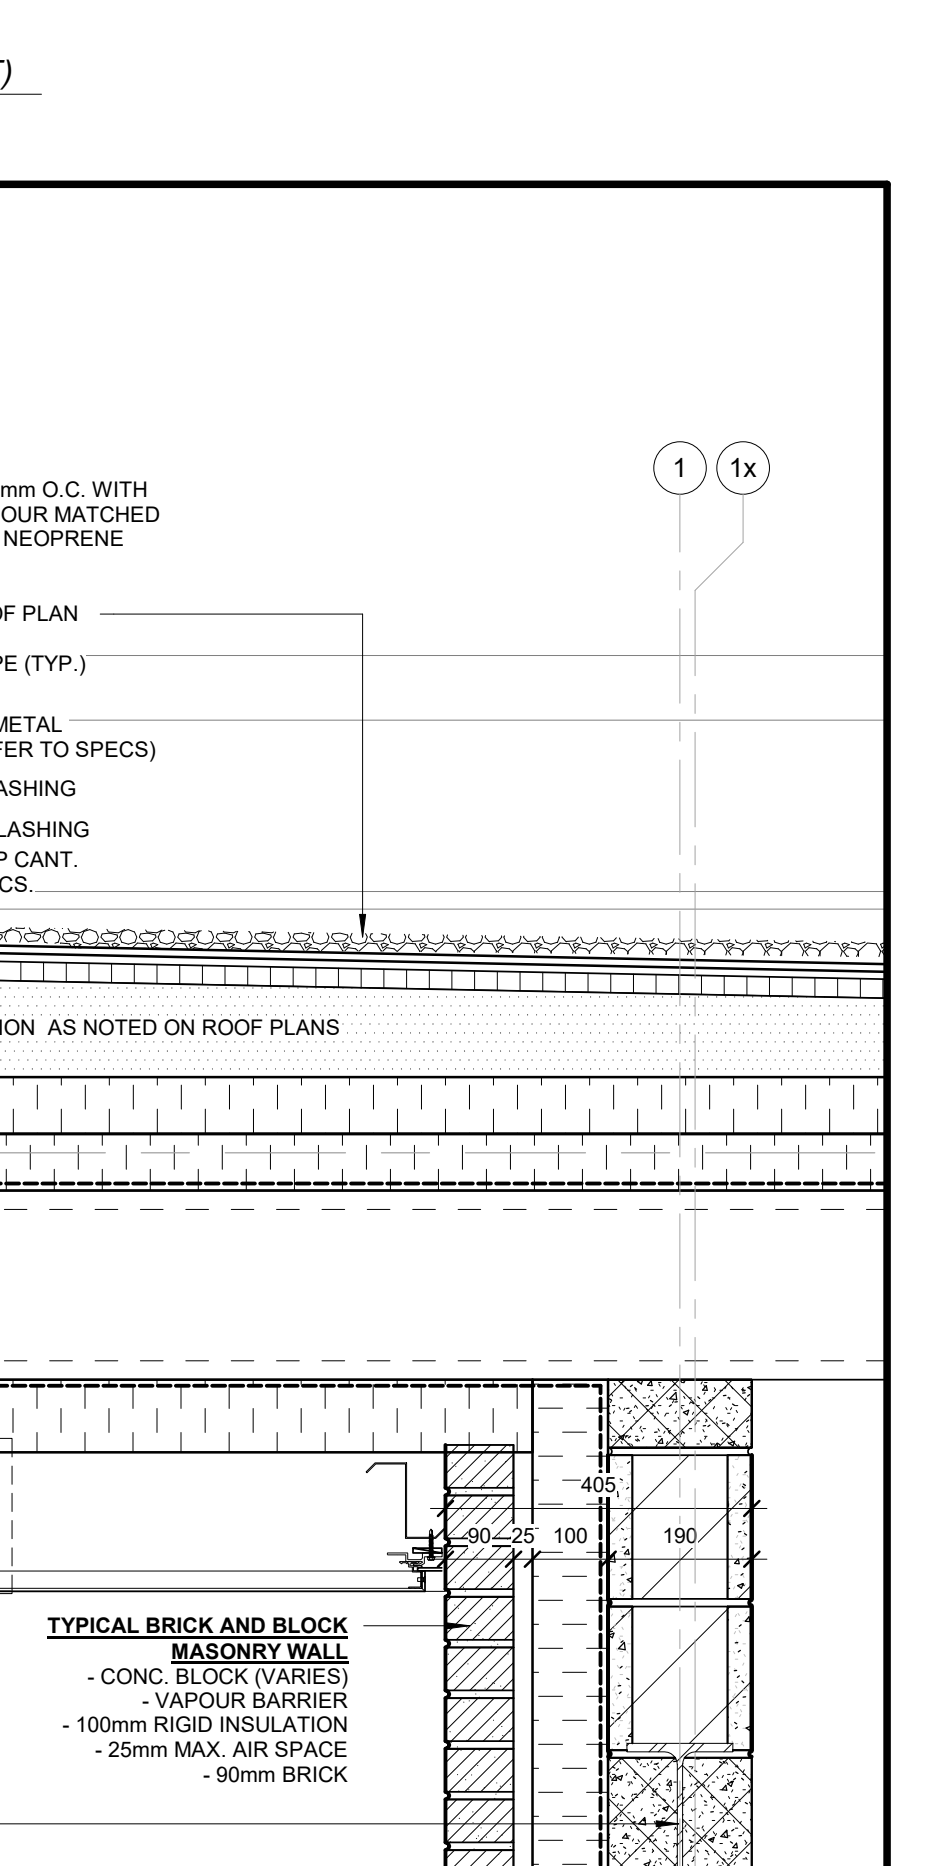 1 1x
mm O.C. WITH
OUR MATCHED
NEOPRENE
OF PLAN
PE (TYP.)
METAL
FER TO SPECS)
ASHING
LASHING
P CANT.
CS.
ION AS NOTED ON ROOF PLANS
405
90 25 100 190
TYPICAL BRICK AND BLOCK
MASONRY WALL
- CONC. BLOCK (VARIES)
- VAPOUR BARRIER
- 100mm RIGID INSULATION
- 25mm MAX. AIR SPACE
- 90mm BRICK